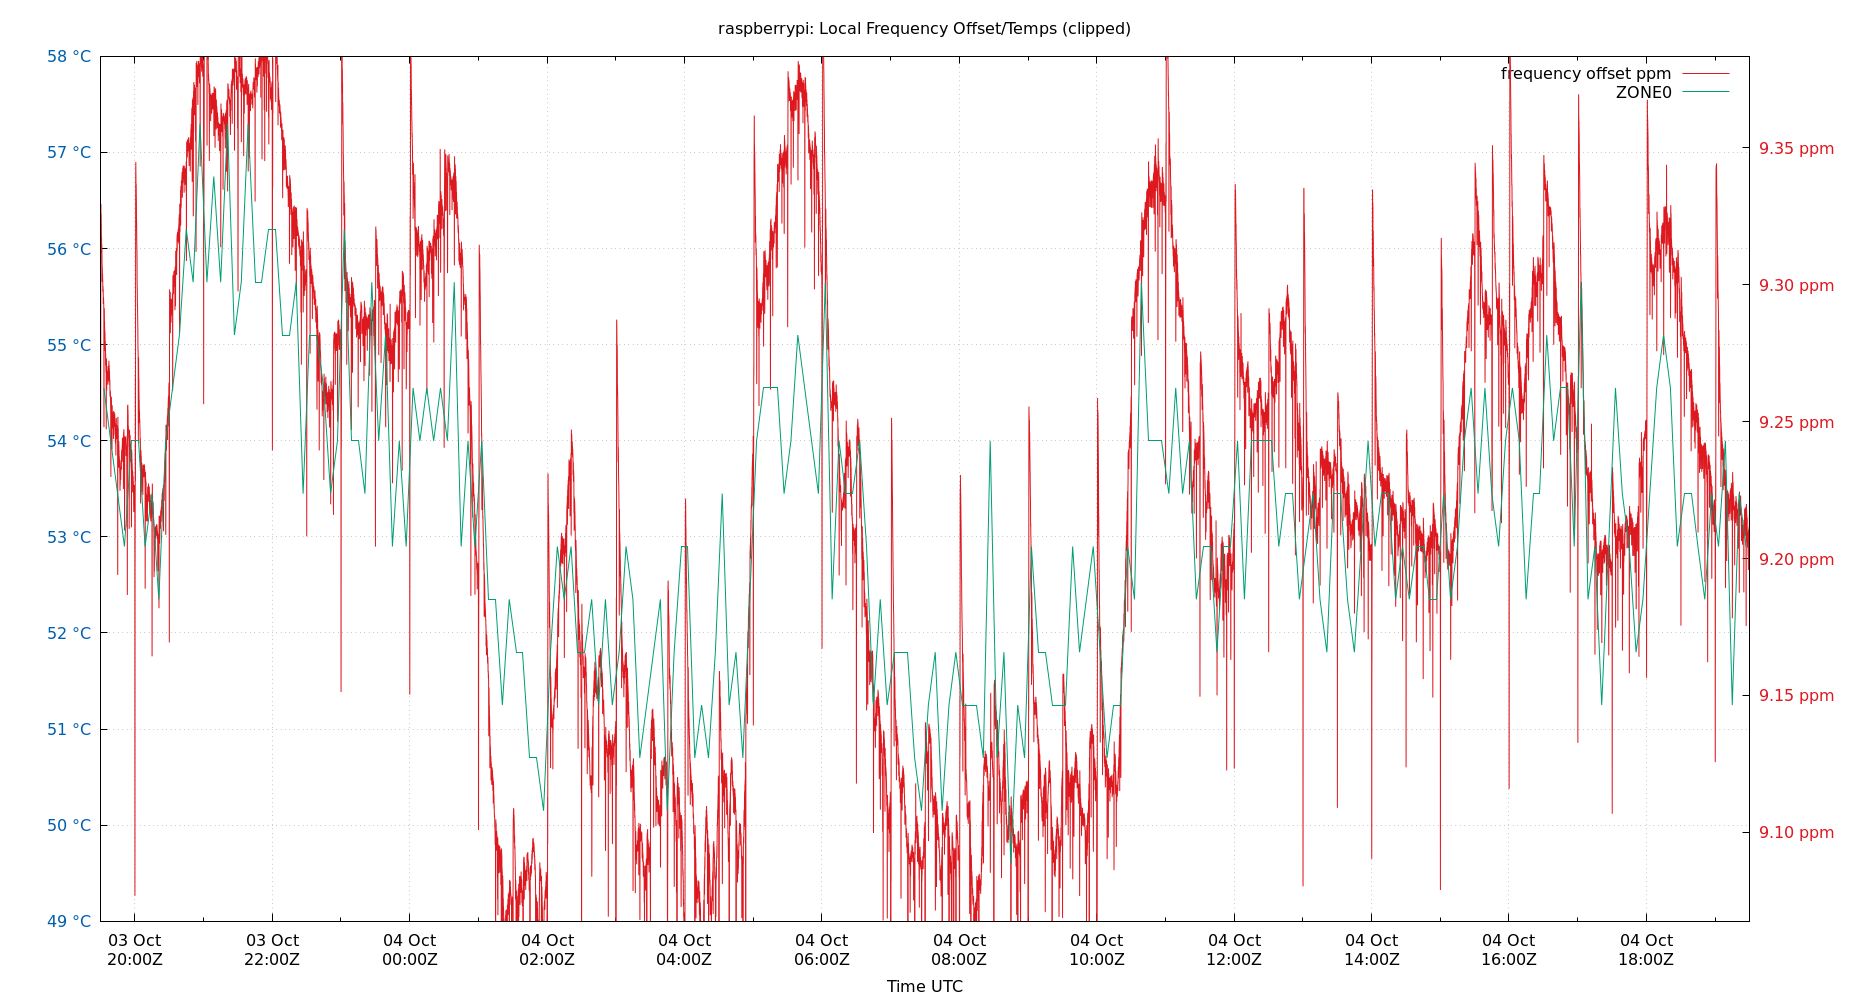 raspberrypi: Local Frequency Offset/Temps (clipped)
frequency offset ppm
ZONE0
58 °C
57 °C
56 °C
55 °C
54 °C
53 °C
52 °C
51 °C
50 °C
49 °C
9.35 ppm
9.30 ppm
9.25 ppm
9.20 ppm
9.15 ppm
9.10 ppm
03 Oct 03 Oct 04 Oct 04 Oct 04 Oct 04 Oct 04 Oct 04 Oct 04 Oct 04 Oct 04 Oct 04 Oct
20:00Z 22:00Z 00:00Z 02:00Z 04:00Z 06:00Z 08:00Z 10:00Z 12:00Z 14:00Z 16:00Z 18:00Z
Time UTC